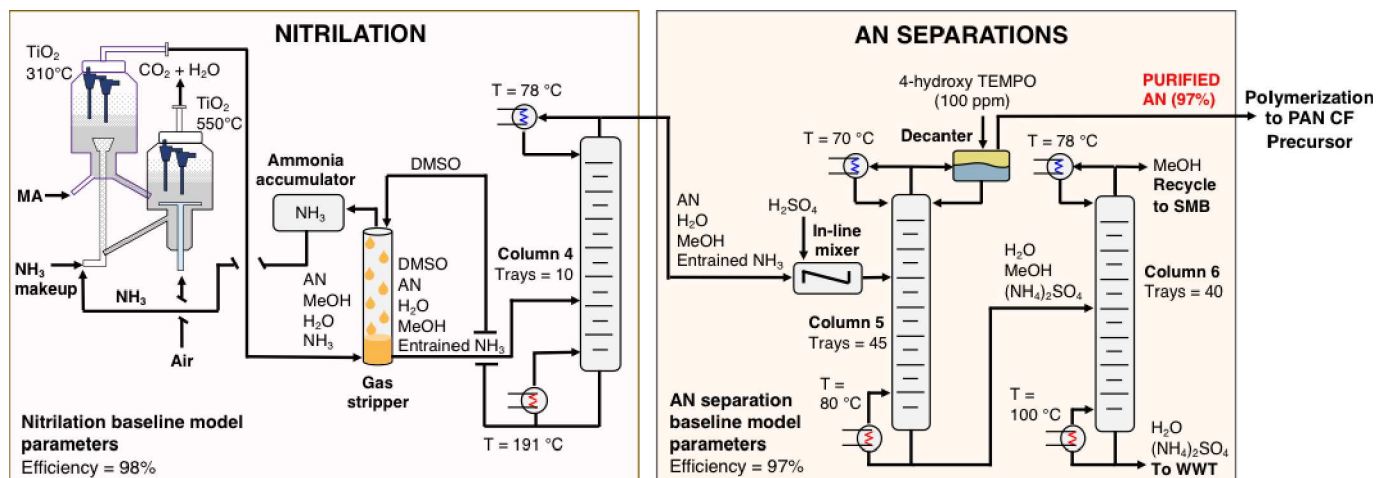 NITRILATION
TiO2
310°C
CO2 + H2O
TiO2
550°C
MA
NH3
makeup
NH3
Air
Ammonia
accumulator
NH3
DMSO
AN
MeOH
H2O
NH3
DMSO
AN
H2O
MeOH
Entrained NH3
Gas
stripper
T = 78 °C
Column 4
Trays = 10
T = 191 °C
Nitrilation baseline model
parameters
Efficiency = 98%
AN SEPARATIONS
AN
H2O
MeOH
Entrained NH3
H2SO4
In-line
mixer
4-hydroxy TEMPO
(100 ppm)
T = 70 °C
Decanter
Column 5
Trays = 45
T =
80 °C
H2O
MeOH
(NH4)2SO4
T = 78 °C
MeOH
Recycle
to SMB
Column 6
Trays = 40
T =
100 °C
H2O
(NH4)2SO4
To WWT
AN separation
baseline model
parameters
Efficiency = 97%
PURIFIED
AN (97%)
Polymerization
to PAN CF
Precursor